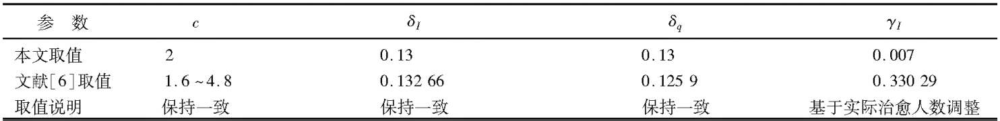 参 数 c δI δq γI
本文取值 2 0.13 0.13 0.007
文献[6]取值 1.6~4.8 0.132 66 0.125 9 0.330 29
取值说明 保持一致 保持一致 保持一致 基于实际治愈人数调整